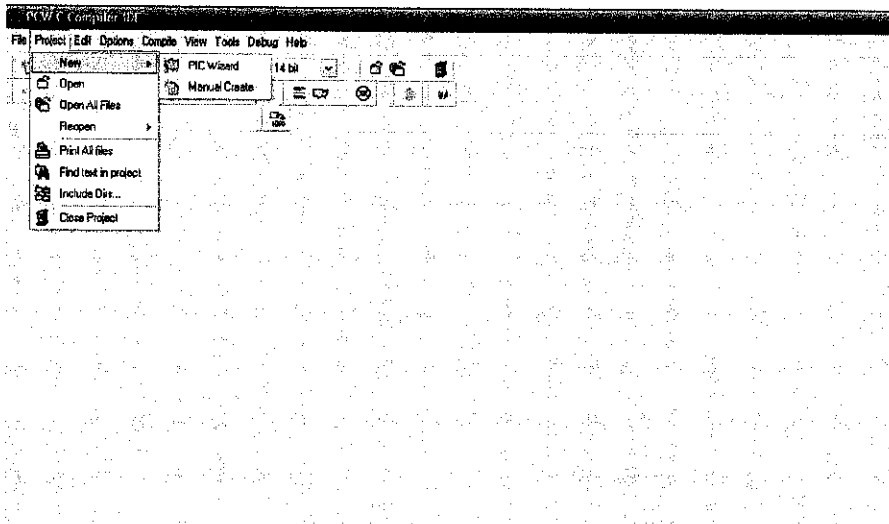 PCW C Compiler IDE
File Project Edit Options Compile View Tools Debug Help
New
PIC Wizard
14 bit
Open
Manual Create
Open All Files
Reopen
Print All files
Find text in project
Include Dirs...
Close Project